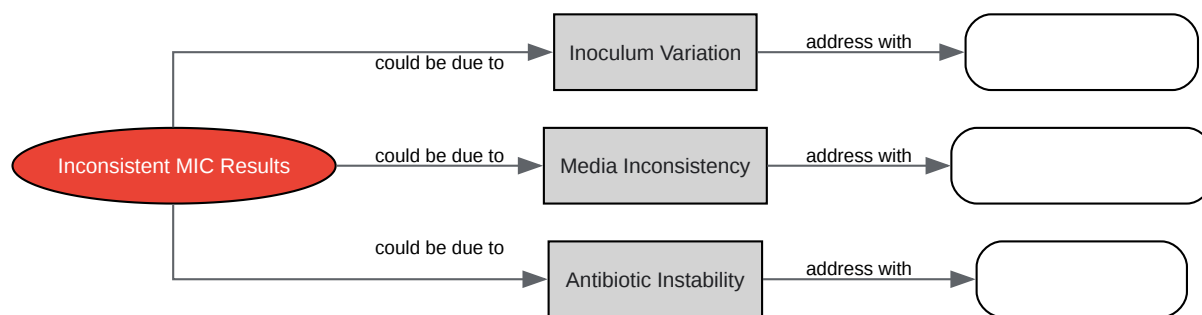 Inconsistent MIC Results
could be due to
Inoculum Variation
address with
could be due to
Media Inconsistency
address with
could be due to
Antibiotic Instability
address with